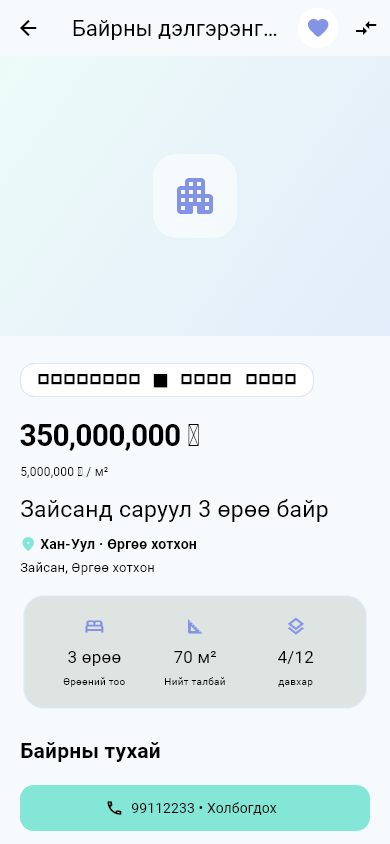 Байрны дэлгэрэнг...
350,000,000
5,000,000 / м²
Зайсанд саруул 3 өрөө байр
Хан-Уул · Өргөө хотхон
Зайсан, Өргөө хотхон
3 өрөө 70 м² 4/12
Өрөөний тоо Нийт талбай давхар
Байрны тухай
99112233 • Холбогдох